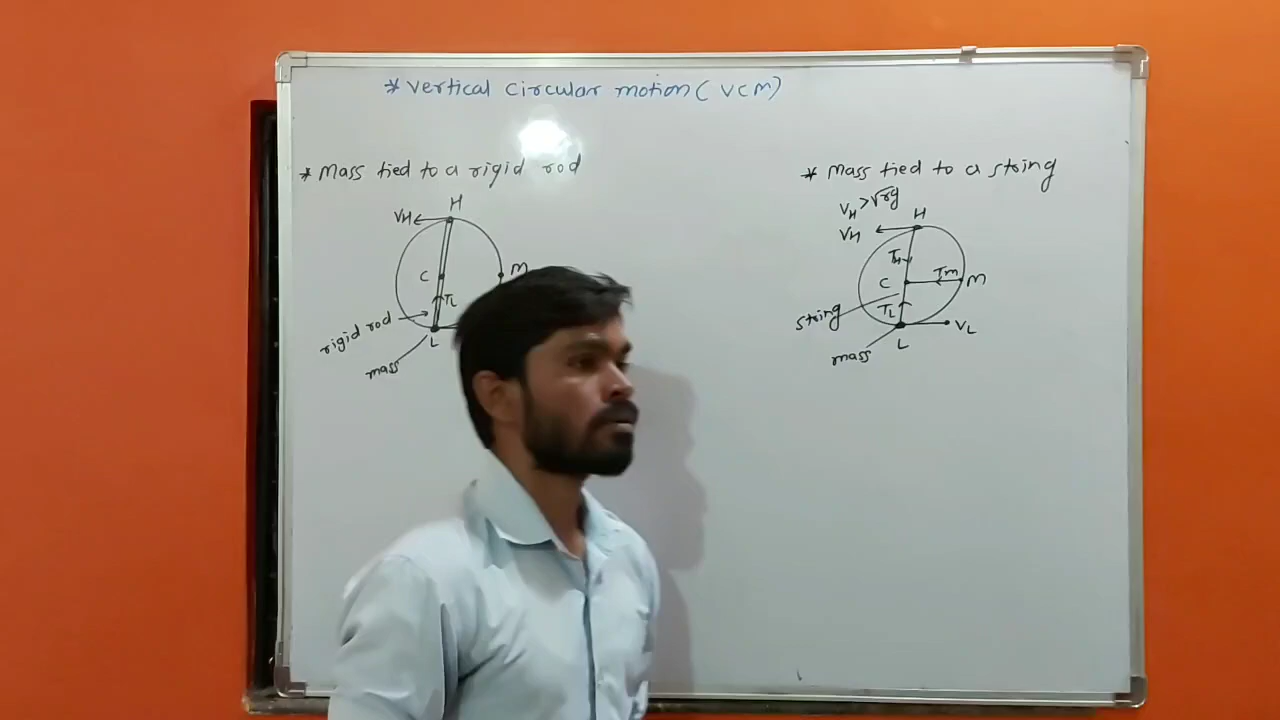 * Vertical circular motion ( VCM)
* Mass tied to a rigid rod
H
VH
C
M
TL
rigid rod
L
mass
* Mass tied to a string
VH > √rg
H
VH
TH
C
Tm
M
TL
string
VL
L
mass